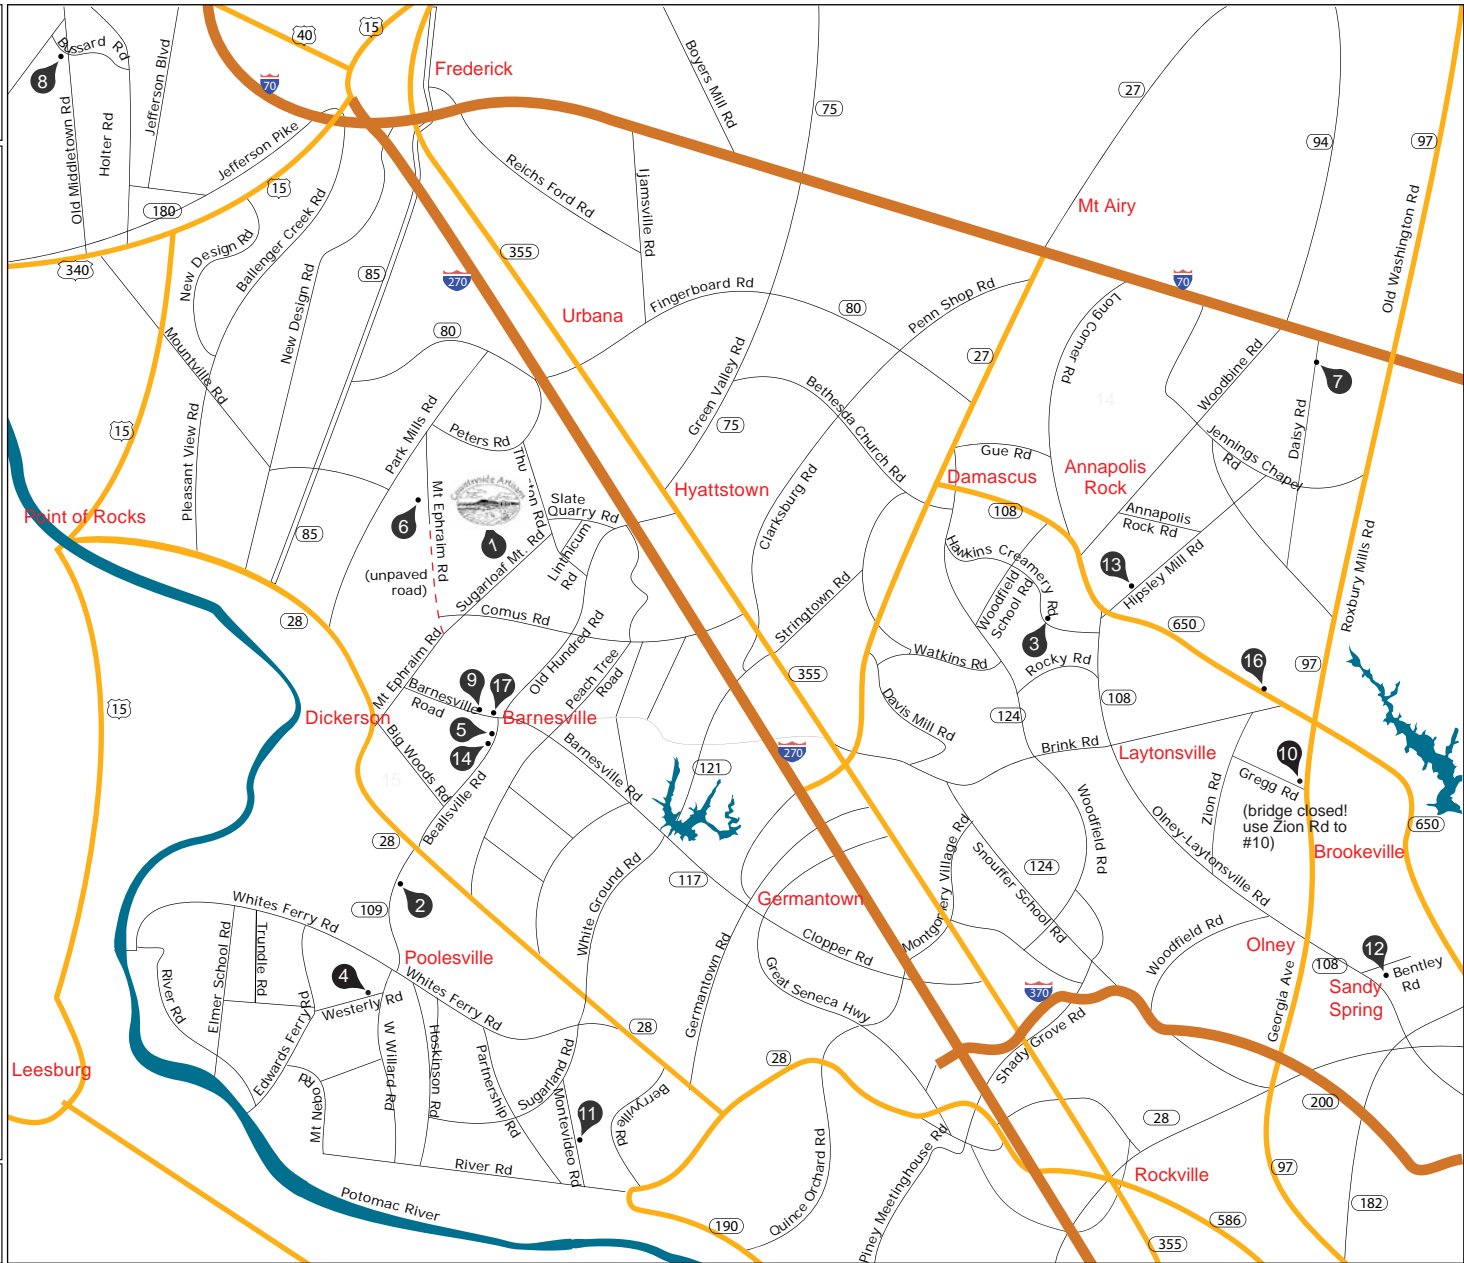 40
15
Bussard Rd
8
70
Frederick
Jefferson Blvd
Old Middletown Rd
Holter Rd
Jefferson Pike
Boyers Mill Rd
75
27
94
97
15
180
340
New Design Rd
Ballenger Creek Rd
Reichs Ford Rd
Ijamsville Rd
Mt Airy
Old Washington Rd
355
85
270
New Design Rd
Mountville Rd
80
Urbana
Fingerboard Rd
80
Penn Shop Rd
70
Long Corner Rd
27
Green Valley Rd
75
Bethesda Church Rd
Woodbine Rd
7
Daisy Rd
14
15
Pleasant View Rd
Park Mills Rd
Peters Rd
Thurston Rd
Jennings Chapel
Rd
Gue Rd
Damascus
Annapolis
Rock
Hyattstown
Clarksburg Rd
Countryside Artisans
Slate
Quarry Rd
Point of Rocks
6
1
Mt Ephraim Rd
85
108
Annapolis
Rock Rd
(unpaved
road)
Sugarloaf Mt. Rd
Linthicum
Rd
Hawkins Creamery Rd
13
Hipsley Mill Rd
Roxbury Mills Rd
Woodfield
School Rd
3
28
Comus Rd
Stringtown Rd
650
Mt Ephraim Rd
Old Hundred Rd
Peach Tree
Road
Watkins Rd
Rocky Rd
16
97
355
15
9
17
Barnesville
Road
Dickerson
Barnesville
5
14
Davis Mill Rd
124
108
Big Woods Rd
Barnesville Rd
270
Brink Rd
Laytonsville
121
15
10
Gregg Rd
Zion Rd
(bridge closed!
use Zion Rd to
#10)
Beallsville Rd
28
Woodfield Rd
Olney-Laytonsville Rd
650
Brookeville
Montgomery Village Rd
Snouffer School Rd
124
117
White Ground Rd
Germantown
2
109
Whites Ferry Rd
Poolesville
Clopper Rd
Woodfield Rd
Olney
12
108
Bentley
Rd
Sandy
Spring
Trundle Rd
Elmer School Rd
River Rd
4
Westerly Rd
Whites Ferry Rd
Edwards Ferry Rd
Germantown Rd
Great Seneca Hwy
370
Georgia Ave
Shady Grove Rd
28
28
W Willard Rd
Hoskinson Rd
Partnership Rd
Sugarland Rd
Leesburg
Mt Nebo Rd
Montevideo Rd
11
Berryville
Rd
200
28
River Rd
Quince Orchard Rd
Piney Meetinghouse Rd
Rockville
97
182
Potomac River
190
586
355